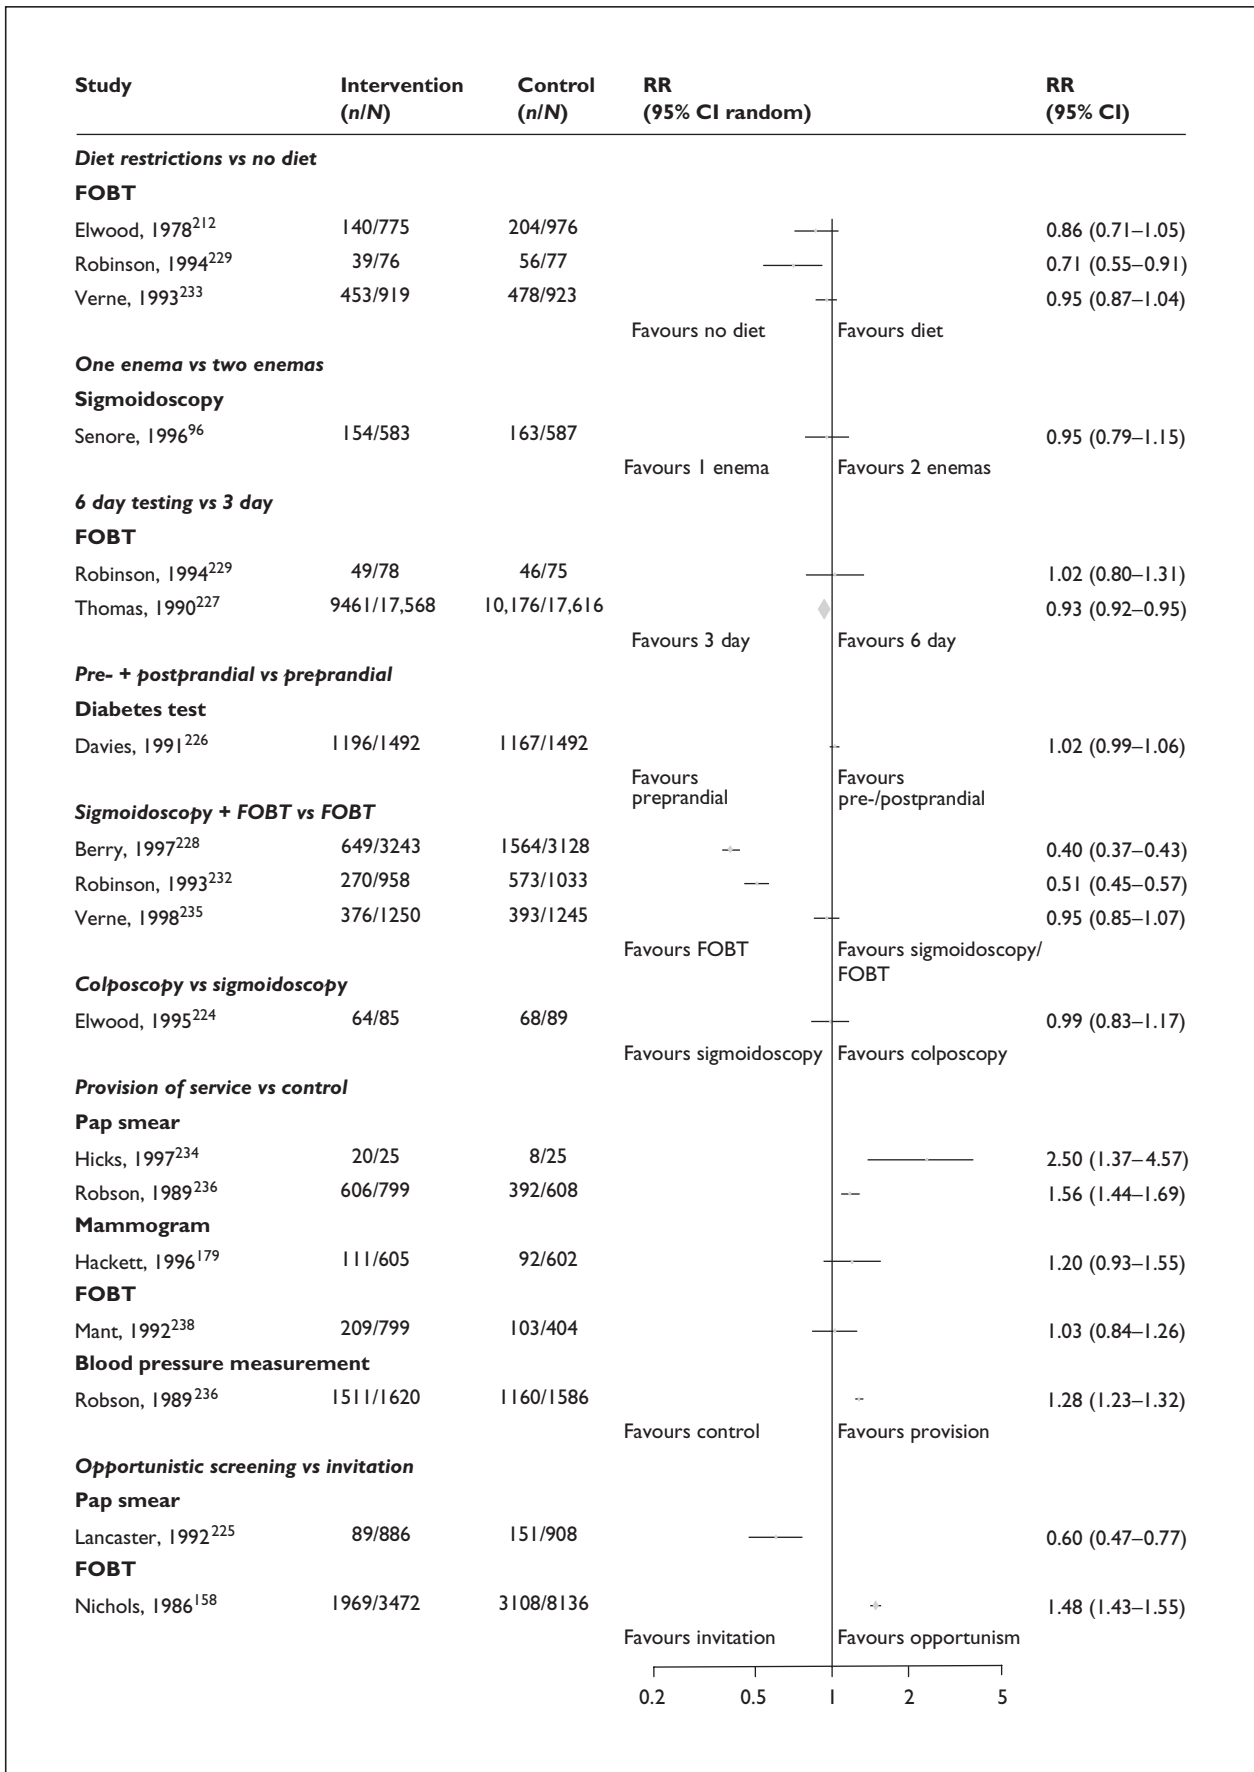 Study Intervention Control RR RR
(n/N) (n/N) (95% CI random) (95% CI)
Diet restrictions vs no diet
FOBT
Elwood, 1978212 140/775 204/976 0.86 (0.71–1.05)
Robinson, 1994229 39/76 56/77 0.71 (0.55–0.91)
Verne, 1993233 453/919 478/923 0.95 (0.87–1.04)
Favours no diet Favours diet
One enema vs two enemas
Sigmoidoscopy
Senore, 199696 154/583 163/587 0.95 (0.79–1.15)
Favours 1 enema Favours 2 enemas
6 day testing vs 3 day
FOBT
Robinson, 1994229 49/78 46/75 1.02 (0.80–1.31)
Thomas, 1990227 9461/17,568 10,176/17,616 0.93 (0.92–0.95)
Favours 3 day Favours 6 day
Pre- + postprandial vs preprandial
Diabetes test
Davies, 1991226 1196/1492 1167/1492 1.02 (0.99–1.06)
Favours Favours
preprandial pre-/postprandial
Sigmoidoscopy + FOBT vs FOBT
Berry, 1997228 649/3243 1564/3128 0.40 (0.37–0.43)
Robinson, 1993232 270/958 573/1033 0.51 (0.45–0.57)
Verne, 1998235 376/1250 393/1245 0.95 (0.85–1.07)
Favours FOBT Favours sigmoidoscopy/
FOBT
Colposcopy vs sigmoidoscopy
Elwood, 1995224 64/85 68/89 0.99 (0.83–1.17)
Favours sigmoidoscopy Favours colposcopy
Provision of service vs control
Pap smear
Hicks, 1997234 20/25 8/25 2.50 (1.37–4.57)
Robson, 1989236 606/799 392/608 1.56 (1.44–1.69)
Mammogram
Hackett, 1996179 111/605 92/602 1.20 (0.93–1.55)
FOBT
Mant, 1992238 209/799 103/404 1.03 (0.84–1.26)
Blood pressure measurement
Robson, 1989236 1511/1620 1160/1586 1.28 (1.23–1.32)
Favours control Favours provision
Opportunistic screening vs invitation
Pap smear
Lancaster, 1992225 89/886 151/908 0.60 (0.47–0.77)
FOBT
Nichols, 1986158 1969/3472 3108/8136 1.48 (1.43–1.55)
Favours invitation Favours opportunism
0.2 0.5 1 2 5